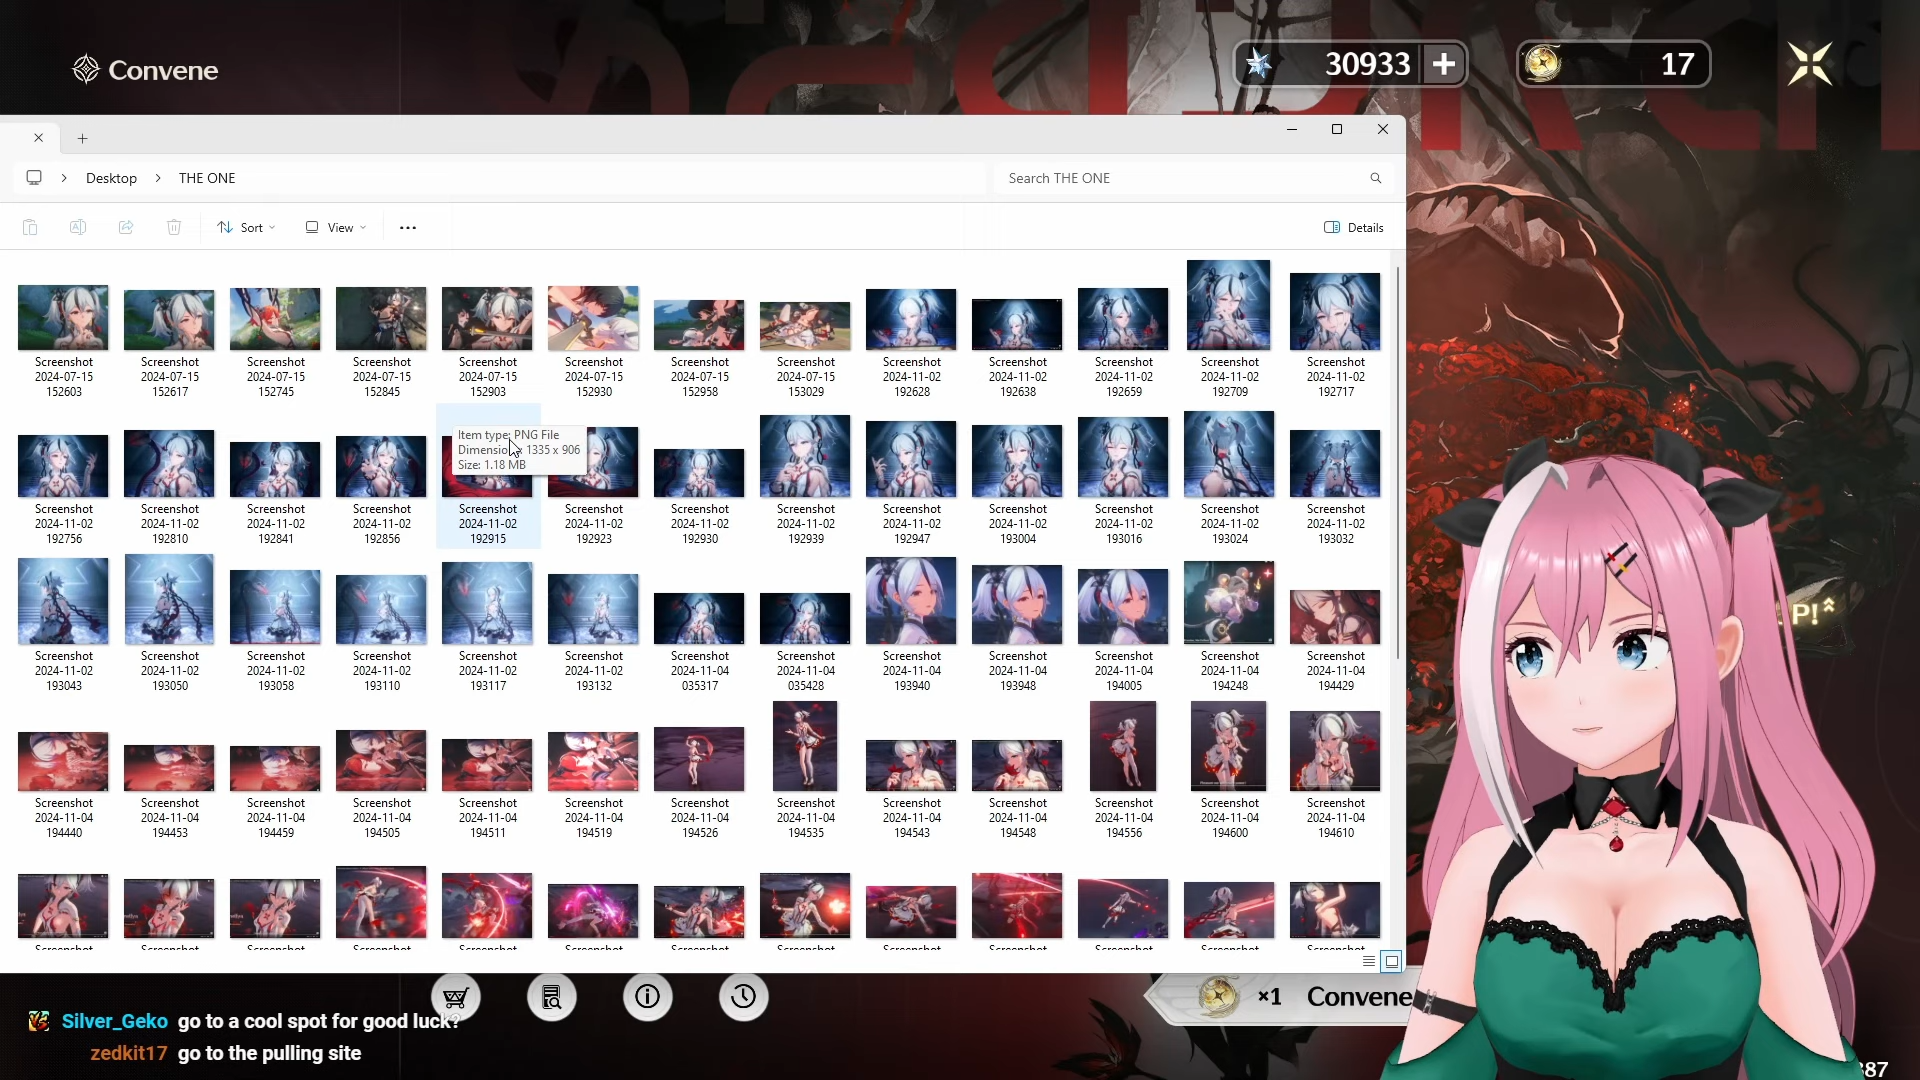 Convene
30933
17
Desktop
THE ONE
Search THE ONE
Sort
View
Details
Screenshot 2024-07-15 152603
Screenshot 2024-07-15 152617
Screenshot 2024-07-15 152745
Screenshot 2024-07-15 152845
Screenshot 2024-07-15 152903
Screenshot 2024-07-15 152930
Screenshot 2024-07-15 152958
Screenshot 2024-07-15 153029
Screenshot 2024-11-02 192628
Screenshot 2024-11-02 192638
Screenshot 2024-11-02 192659
Screenshot 2024-11-02 192709
Screenshot 2024-11-02 192717
Item type: PNG File
Dimensions: 1335 x 906
Size: 1.18 MB
Screenshot 2024-11-02 192756
Screenshot 2024-11-02 192810
Screenshot 2024-11-02 192841
Screenshot 2024-11-02 192856
Screenshot 2024-11-02 192915
Screenshot 2024-11-02 192923
Screenshot 2024-11-02 192930
Screenshot 2024-11-02 192939
Screenshot 2024-11-02 192947
Screenshot 2024-11-02 193004
Screenshot 2024-11-02 193016
Screenshot 2024-11-02 193024
Screenshot 2024-11-02 193032
Screenshot 2024-11-02 193043
Screenshot 2024-11-02 193050
Screenshot 2024-11-02 193058
Screenshot 2024-11-02 193110
Screenshot 2024-11-02 193117
Screenshot 2024-11-02 193132
Screenshot 2024-11-04 035317
Screenshot 2024-11-04 035428
Screenshot 2024-11-04 193940
Screenshot 2024-11-04 193948
Screenshot 2024-11-04 194005
Screenshot 2024-11-04 194248
Screenshot 2024-11-04 194429
P!
Screenshot 2024-11-04 194440
Screenshot 2024-11-04 194453
Screenshot 2024-11-04 194459
Screenshot 2024-11-04 194505
Screenshot 2024-11-04 194511
Screenshot 2024-11-04 194519
Screenshot 2024-11-04 194526
Screenshot 2024-11-04 194535
Screenshot 2024-11-04 194543
Screenshot 2024-11-04 194548
Screenshot 2024-11-04 194556
Screenshot 2024-11-04 194600
Screenshot 2024-11-04 194610
Screenshot
Screenshot
Screenshot
Screenshot
Screenshot
Screenshot
Screenshot
Screenshot
Screenshot
Screenshot
Screenshot
Screenshot
Screenshot
×1 Convene
Silver_Geko go to a cool spot for good luck?
zedkit17 go to the pulling site
387